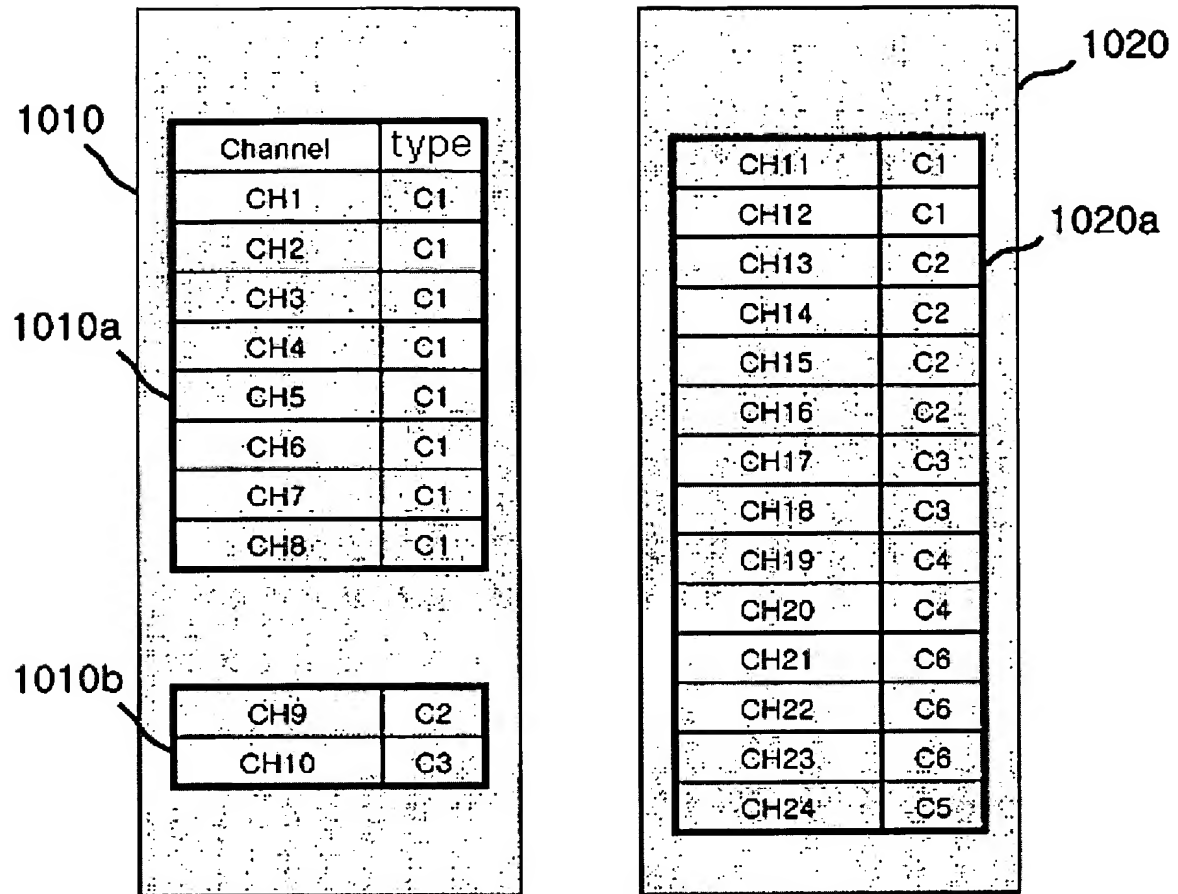 1010
Channel type
CH1 C1
CH2 C1
CH3 C1
1010a
CH4 C1
CH5 C1
CH6 C1
CH7 C1
CH8 C1
1010b
CH9 C2
CH10 C3
1020
CH11 C1
CH12 C1
1020a
CH13 C2
CH14 C2
CH15 C2
CH16 C2
CH17 C3
CH18 C3
CH19 C4
CH20 C4
CH21 C6
CH22 C6
CH23 C6
CH24 C5